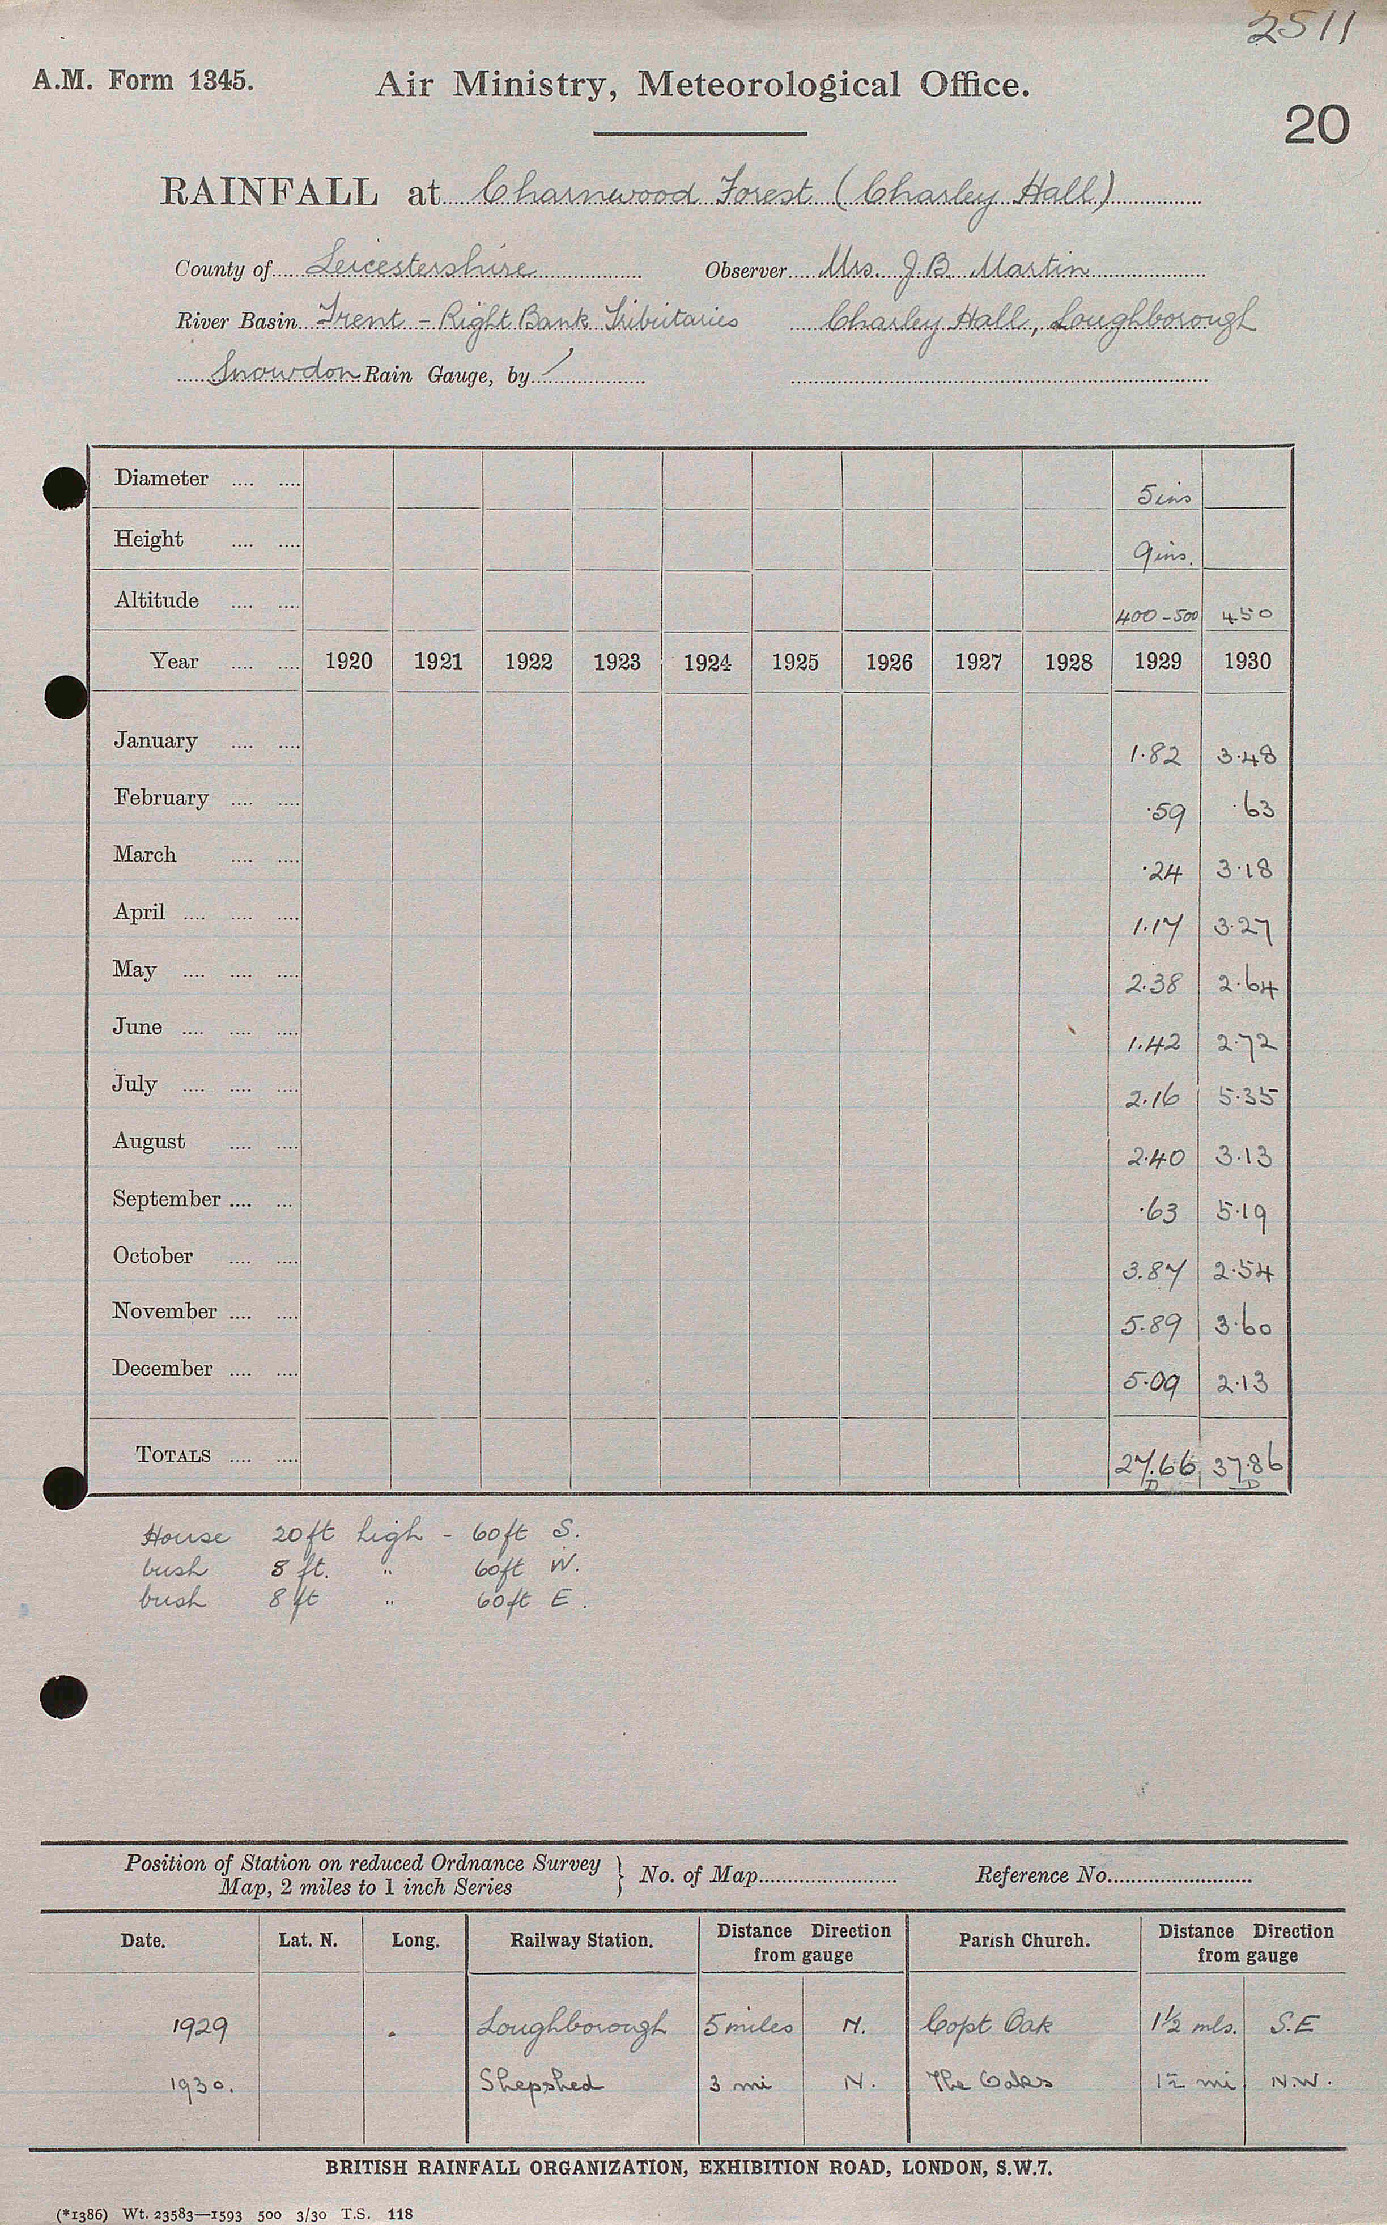 2511
A.M. Form 1345. Air Ministry, Meteorological Office.
20
RAINFALL at Charnwood Forest (Charley Hall)
County of Leicestershire Observer Mrs. J.B. Martin
River Basin Trent - Right Bank Tributaries Charley Hall, Loughborough
Snowdon Rain Gauge, by
Diameter .... .... 5 ins
Height .... .... 9 ins.
Altitude .... .... 400-500 450
Year .... .... 1920 1921 1922 1923 1924 1925 1926 1927 1928 1929 1930
January .... .... 1.82 3.48
February .... .... .59 .63
March .... .... .24 3.18
April .... .... .... 1.17 3.27
May .... .... .... 2.38 2.64
June .... .... .... 1.42 2.72
July .... .... .... 2.16 5.35
August .... .... 2.40 3.13
September .... ... .63 5.19
October .... .... 3.87 2.54
November .... .... 5.89 3.60
December .... .... 5.09 2.13
TOTALS .... .... 27.66 37.86
D D
House 20ft high - 60ft S.
bush 8 ft. " 60ft W.
bush 8 ft " 60ft E.
Position of Station on reduced Ordnance Survey
Map, 2 miles to 1 inch Series } No. of Map Reference No.
Date. Lat. N. Long. Railway Station. Distance Direction from gauge Parish Church. Distance Direction from gauge
1929 Loughborough 5 miles N. Copt Oak 1½ mls. S.E
1930. Shepshed 3 mi N. The Oaks 1½ mi N.W.
BRITISH RAINFALL ORGANIZATION, EXHIBITION ROAD, LONDON, S.W.7.
(*1386) Wt. 23583—1593 500 3/30 T.S. 118